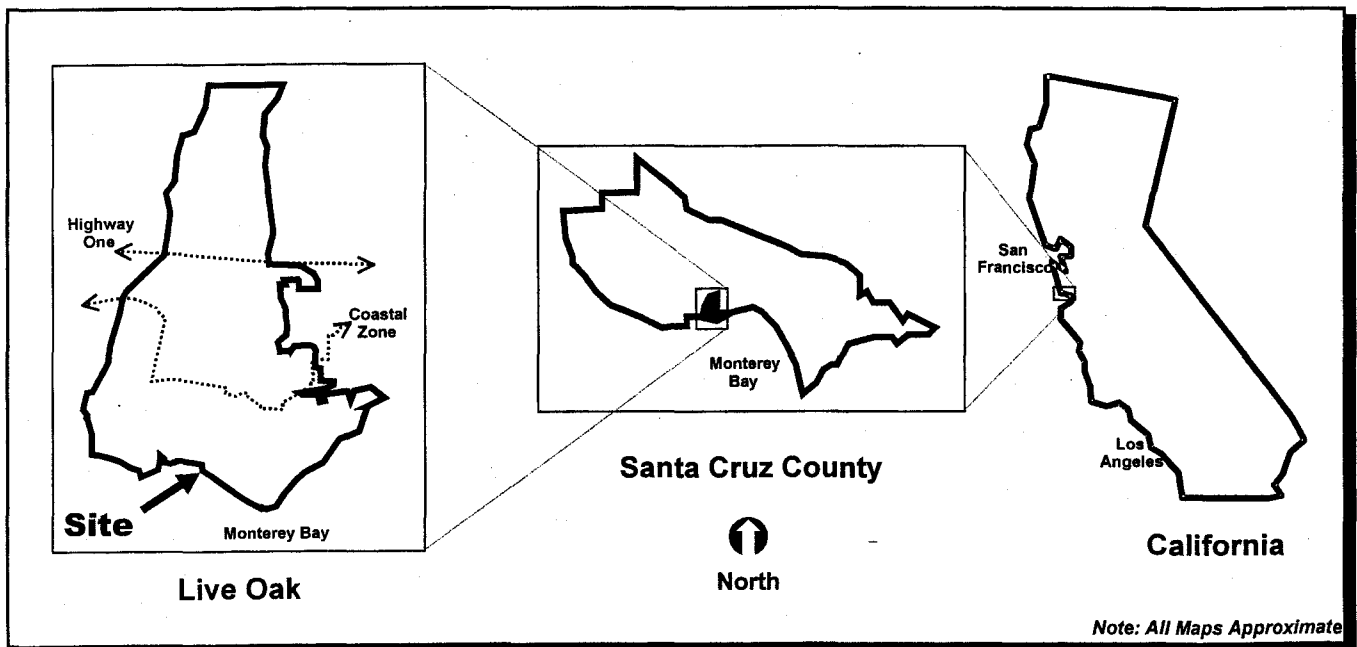 Highway
One
Coastal
Zone
Site
Monterey Bay
Live Oak
Monterey
Bay
Santa Cruz County
North
San
Francisco
Los
Angeles
California
Note: All Maps Approximate